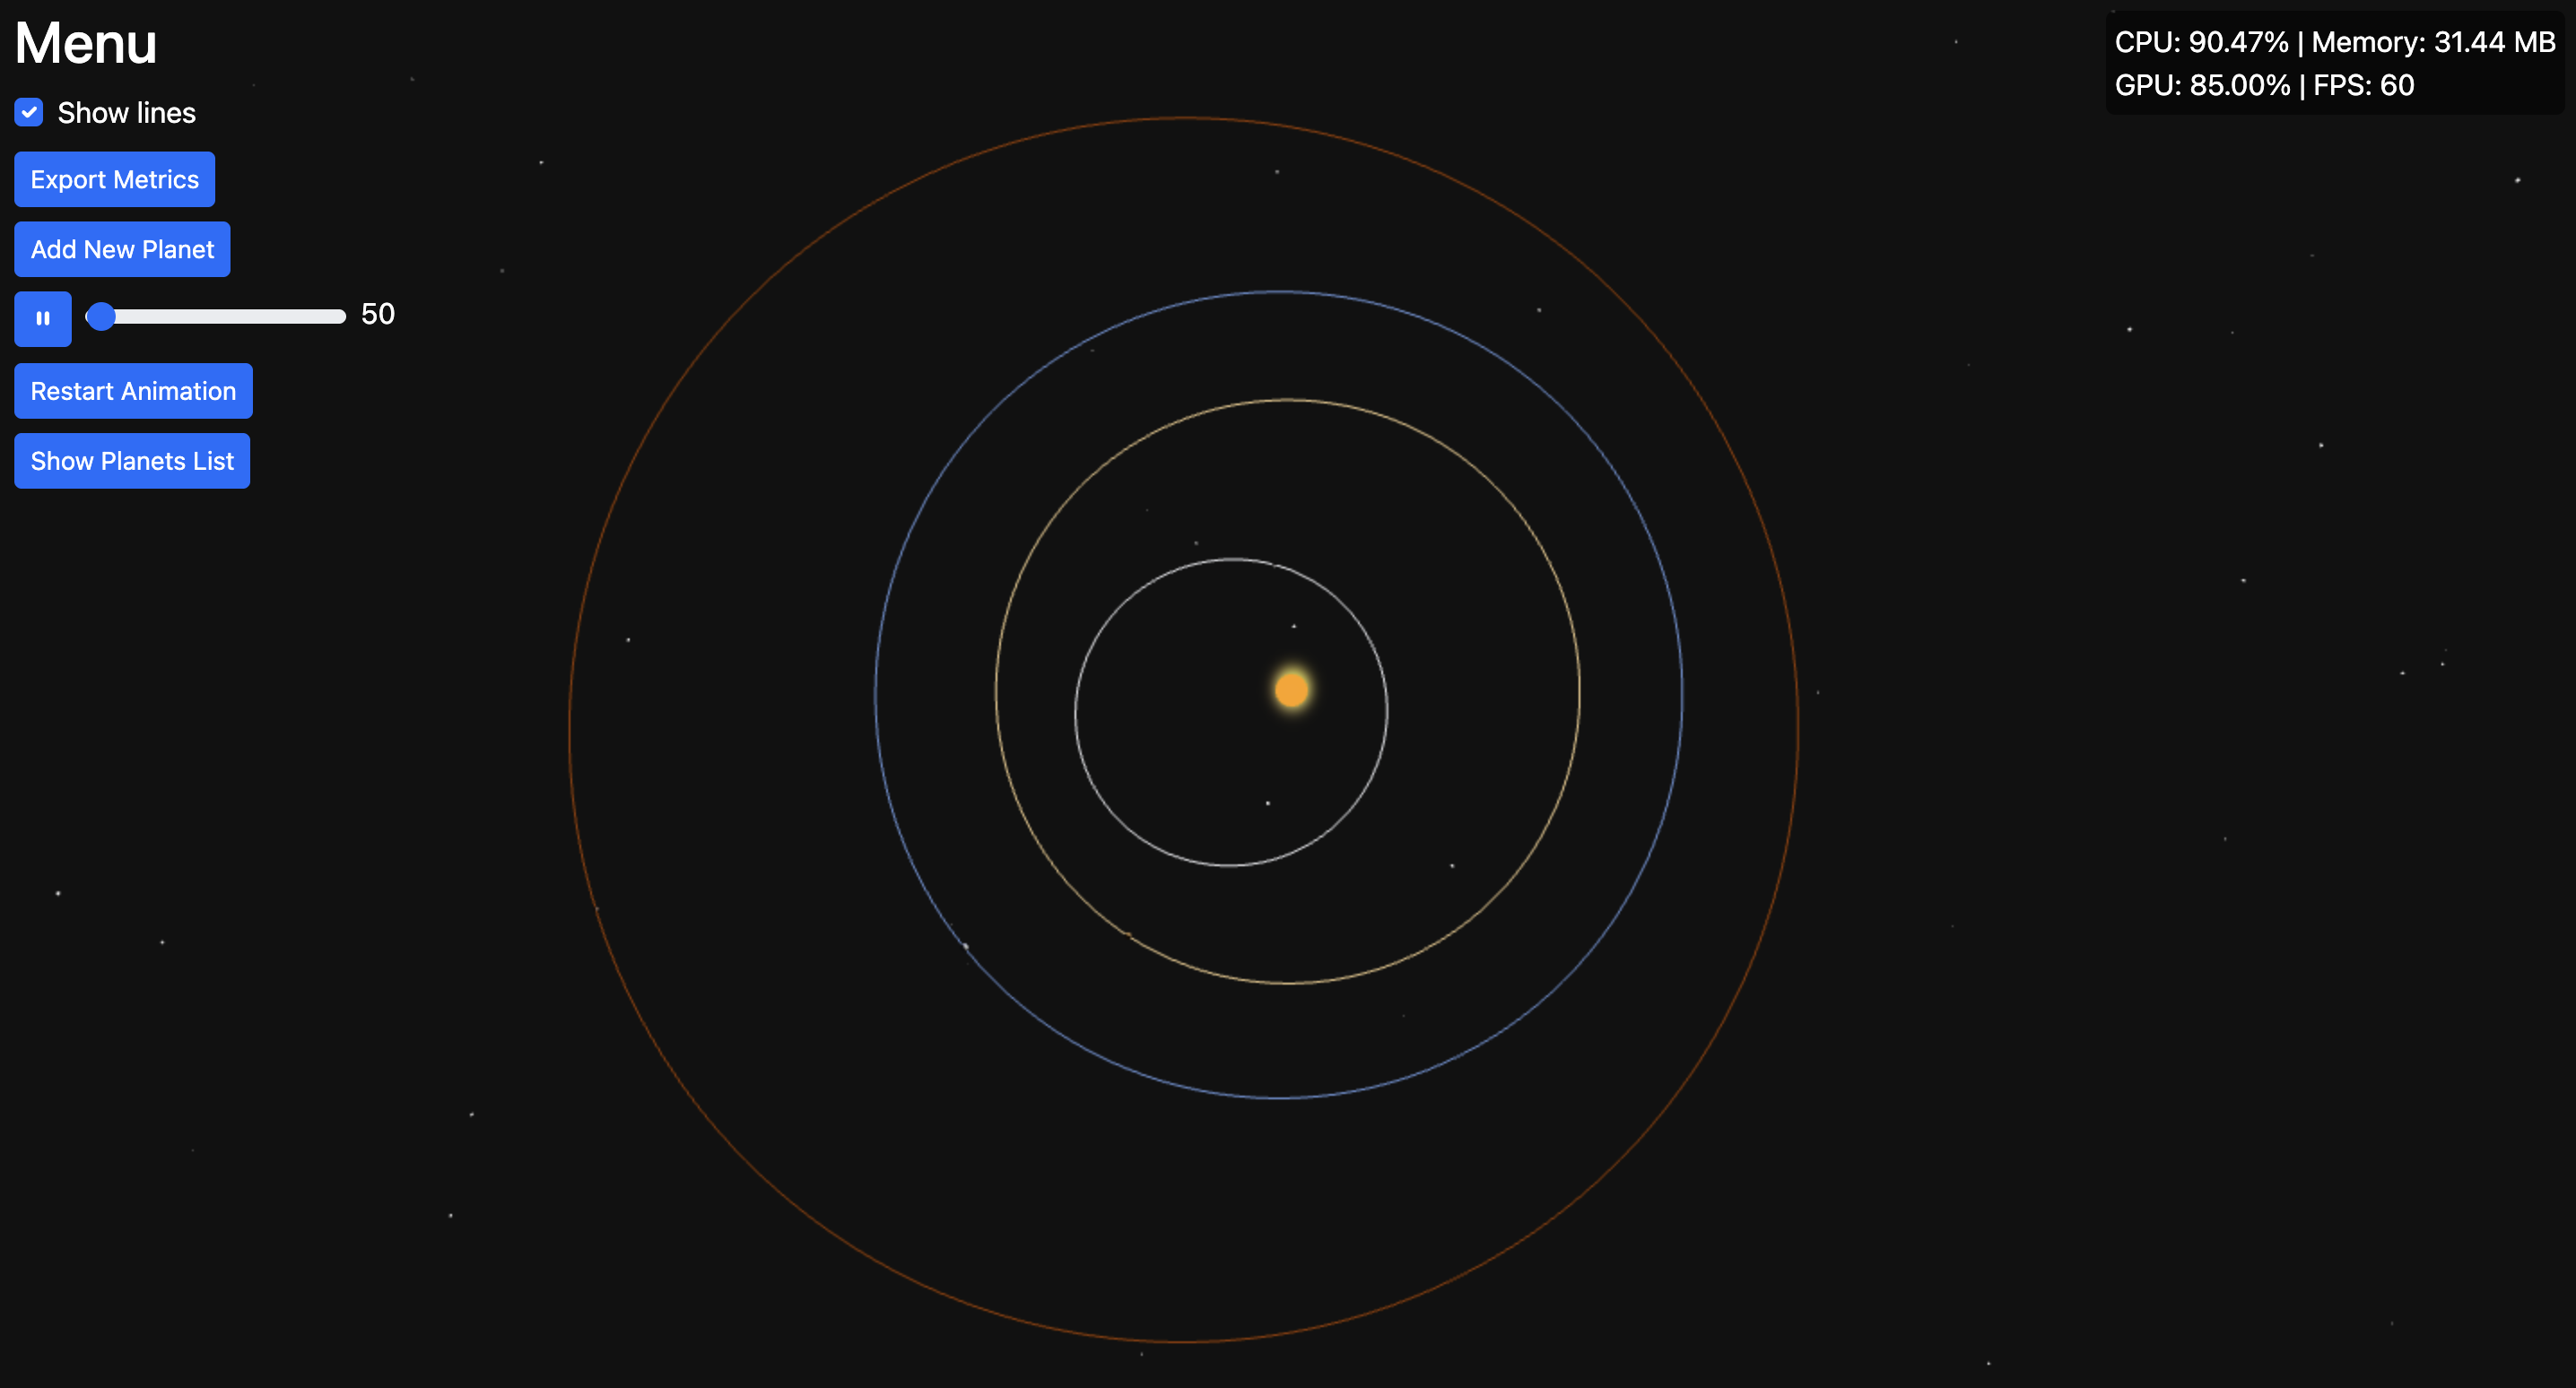 Menu
Show lines
Export Metrics
Add New Planet
50
Restart Animation
Show Planets List
CPU: 90.47% | Memory: 31.44 MB
GPU: 85.00% | FPS: 60